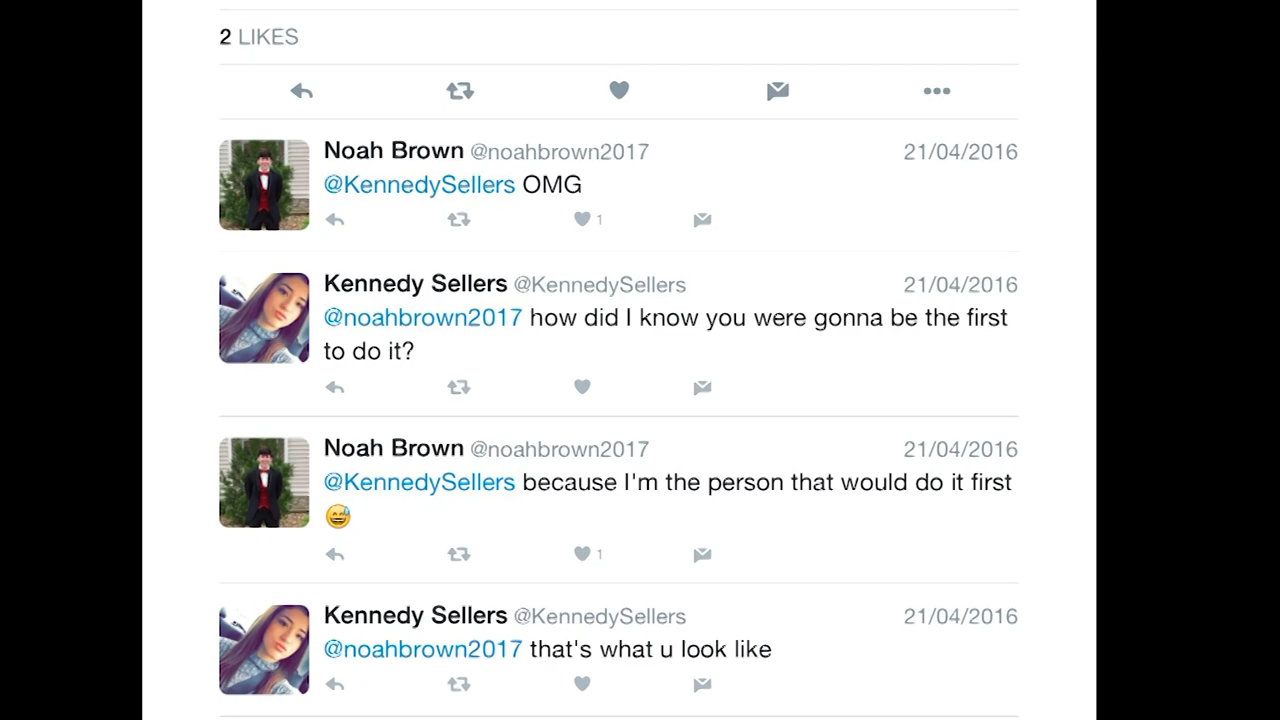 2 LIKES
Noah Brown @noahbrown2017 21/04/2016
@KennedySellers OMG
1
Kennedy Sellers @KennedySellers 21/04/2016
@noahbrown2017 how did I know you were gonna be the first
to do it?
Noah Brown @noahbrown2017 21/04/2016
@KennedySellers because I'm the person that would do it first
😅
1
Kennedy Sellers @KennedySellers 21/04/2016
@noahbrown2017 that's what u look like